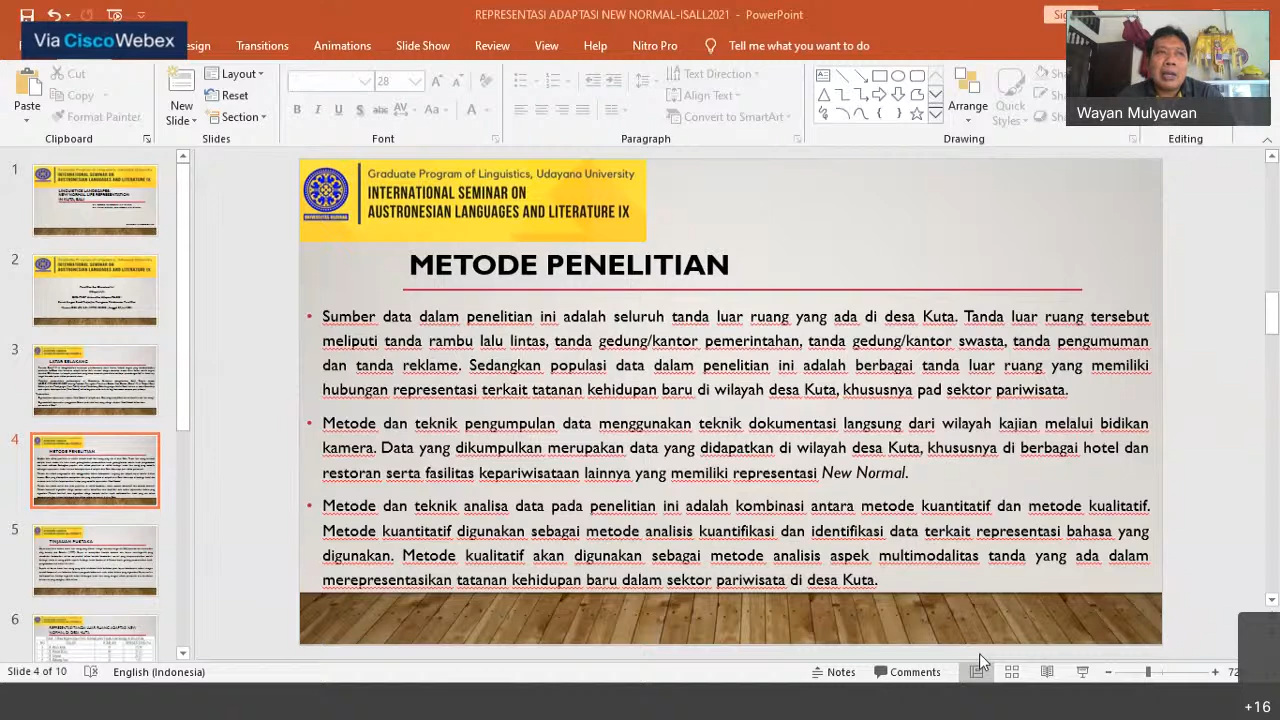 REPRESENTASI ADAPTASI NEW NORMAL-ISALL2021 - PowerPoint
Via CiscoWebex
Transitions Animations Slide Show Review View Help Nitro Pro Tell me what you want to do
Cut
Copy
Format Painter
Paste
Clipboard
New
Slide
Layout
Reset
Section
Slides
28
Font
Text Direction
Align Text
Convert to SmartArt
Paragraph
Arrange
Quick
Styles
Drawing
Editing
Wayan Mulyawan
1
2
3
4
5
6
Graduate Program of Linguistics, Udayana University
INTERNATIONAL SEMINAR ON
AUSTRONESIAN LANGUAGES AND LITERATURE IX
METODE PENELITIAN
• Sumber data dalam penelitian ini adalah seluruh tanda luar ruang yang ada di desa Kuta. Tanda luar ruang tersebut
meliputi tanda rambu lalu lintas, tanda gedung/kantor pemerintahan, tanda gedung/kantor swasta, tanda pengumuman
dan tanda reklame. Sedangkan populasi data dalam penelitian ini adalah berbagai tanda luar ruang yang memiliki
hubungan representasi terkait tatanan kehidupan baru di wilayah desa Kuta, khususnya pad sektor pariwisata.
• Metode dan teknik pengumpulan data menggunakan teknik dokumentasi langsung dari wilayah kajian melalui bidikan
kamera. Data yang dikumpulkan merupakan data yang didapatkan di wilayah desa Kuta, khususnya di berbagai hotel dan
restoran serta fasilitas kepariwisataan lainnya yang memiliki representasi New Normal.
• Metode dan teknik analisis data pada penelitian ini adalah kombinasi antara metode kuantitatif dan metode kualitatif.
Metode kuantitatif digunakan sebagai metode analisis kuantitas dan identifikasi data terkait representasi bahasa yang
digunakan. Metode kualitatif akan digunakan sebagai metode analisis aspek multimodalitas tanda yang ada dalam
merepresentasikan tatanan kehidupan baru dalam sektor pariwisata di desa Kuta.
Slide 4 of 10 English (Indonesia) Notes Comments
+16